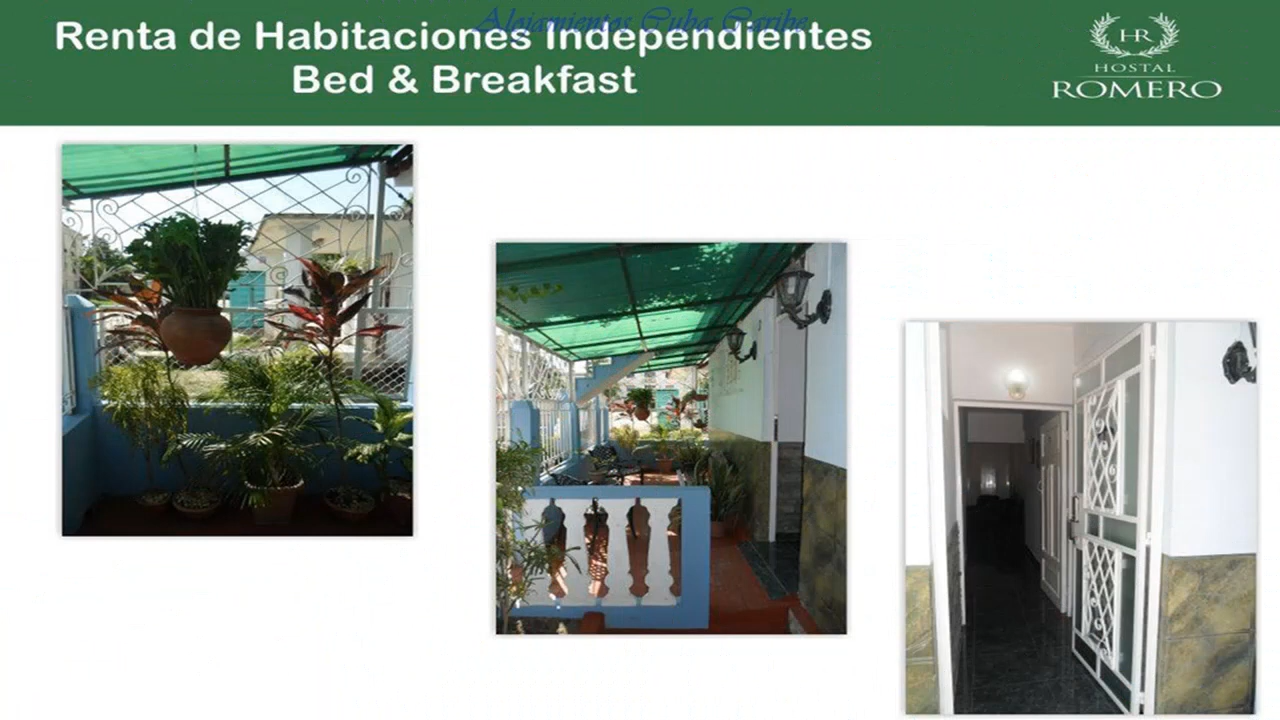 Alojamientos Cuba Caribe
Renta de Habitaciones Independientes
Bed & Breakfast
HR
HOSTAL
ROMERO